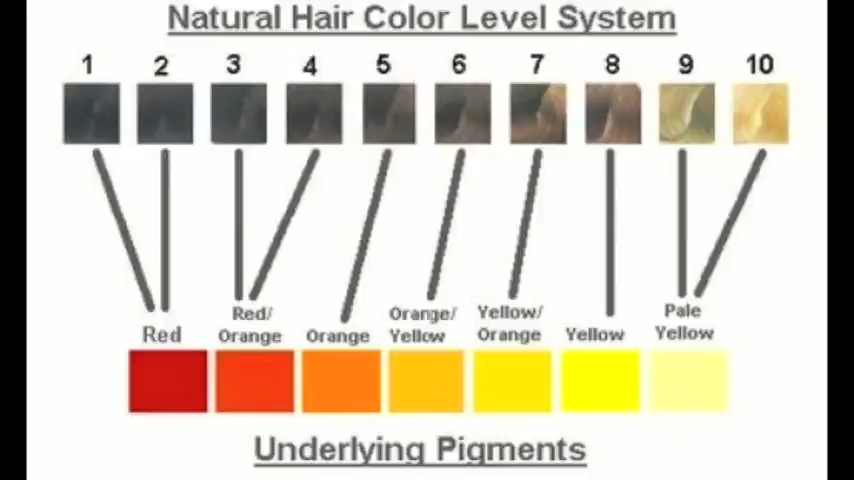 Natural Hair Color Level System
1 2 3 4 5 6 7 8 9 10
Red
Red/
Orange
Orange
Orange/
Yellow
Yellow/
Orange
Yellow
Pale
Yellow
Underlying Pigments